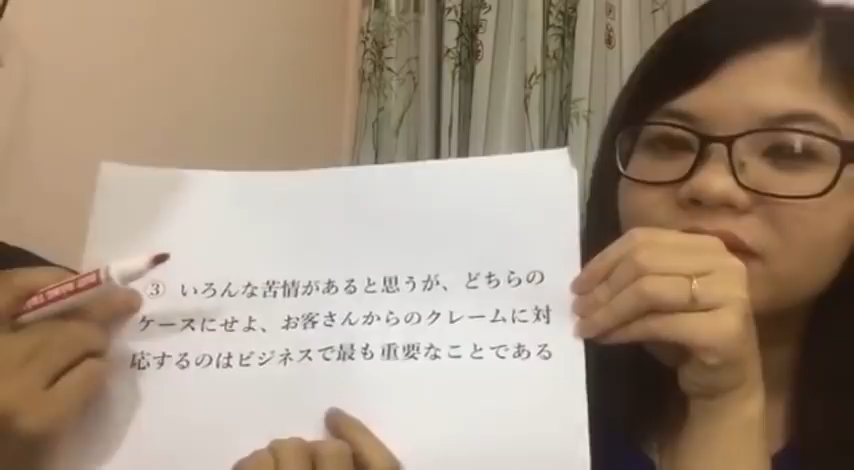 ③ いろんな苦情があると思うが、どちらの
ケースにせよ、お客さんからのクレームに対
応するのはビジネスで最も重要なことである